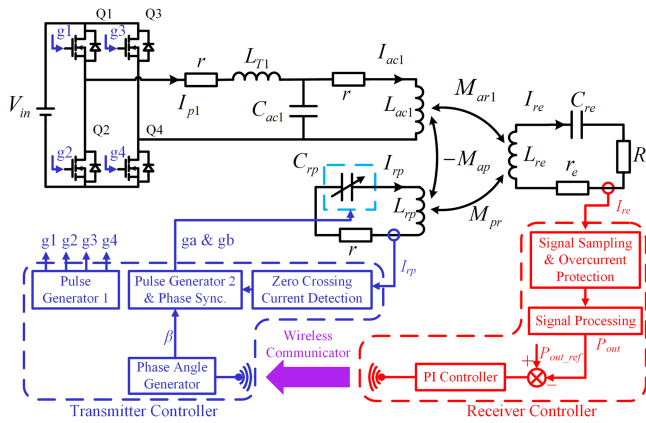 Q1
Q3
g1
g3
V_in
r
L_T1
I_p1
C_ac1
r
I_ac1
L_ac1
M_ar1
I_re
C_re
L_re
r_e
R
Q2
Q4
g2
g4
−M_ap
C_rp
I_rp
L_rp
r
M_pr
I_re
ga & gb
g1 g2 g3 g4
I_rp
Pulse
Generator 1
Pulse Generator 2
& Phase Sync.
Zero Crossing
Current Detection
Signal Sampling
& Overcurrent
Protection
Signal Processing
β
Wireless
Communicator
P_out_ref
P_out
+
−
Phase Angle
Generator
PI Controller
Transmitter Controller
Receiver Controller